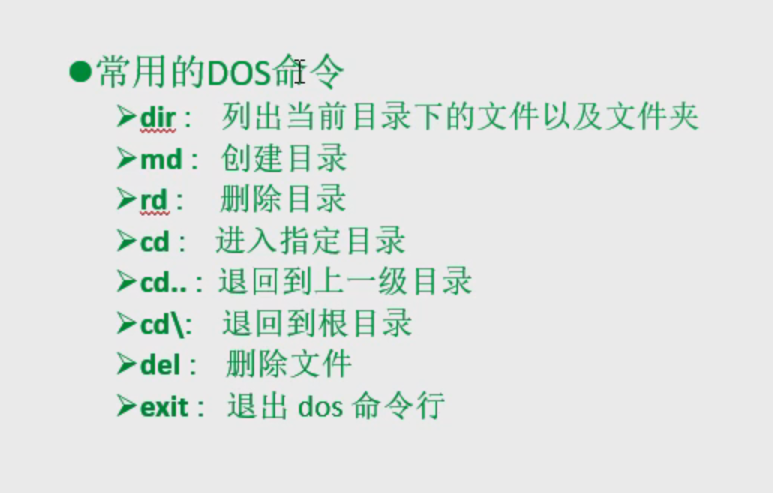 ●常用的DOS命令
➢dir： 列出当前目录下的文件以及文件夹
➢md： 创建目录
➢rd： 删除目录
➢cd： 进入指定目录
➢cd..：退回到上一级目录
➢cd\： 退回到根目录
➢del： 删除文件
➢exit： 退出 dos 命令行